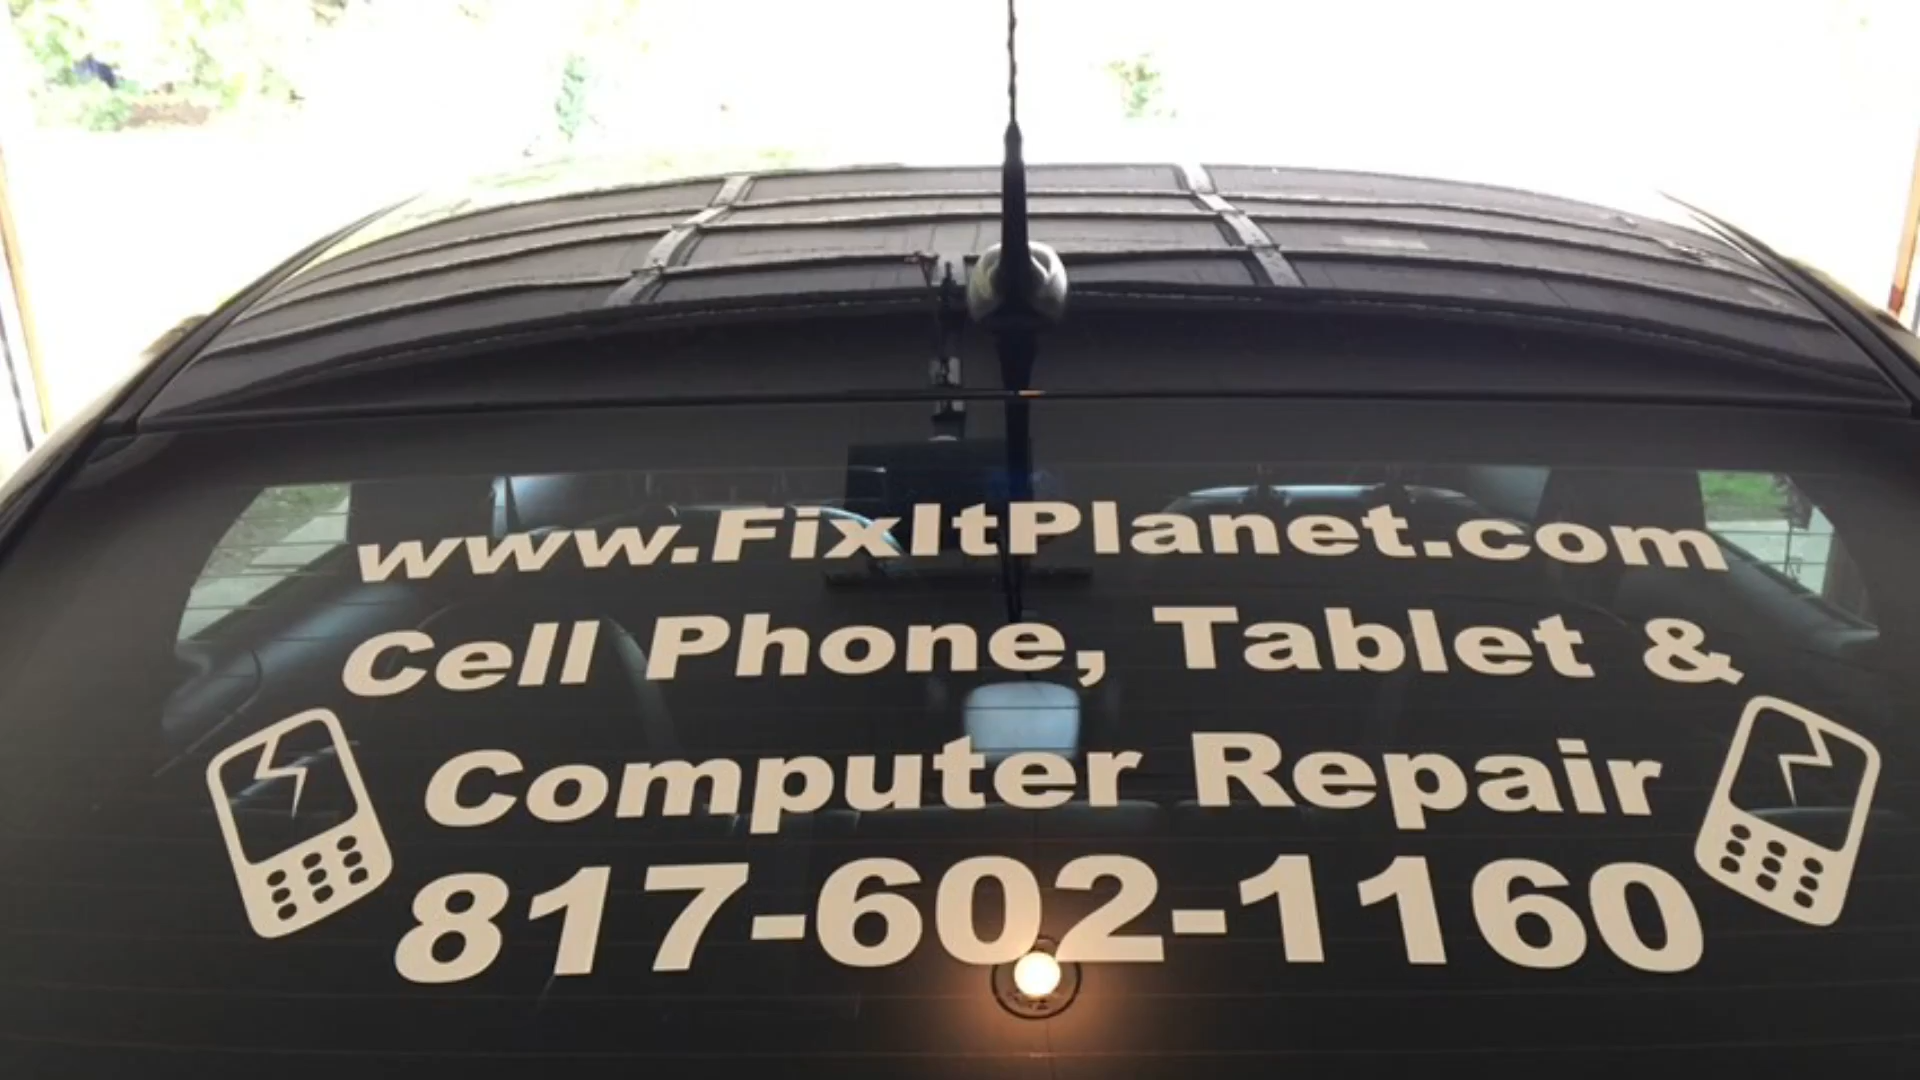 www.FixItPlanet.com
Cell Phone, Tablet &
Computer Repair
817-602-1160